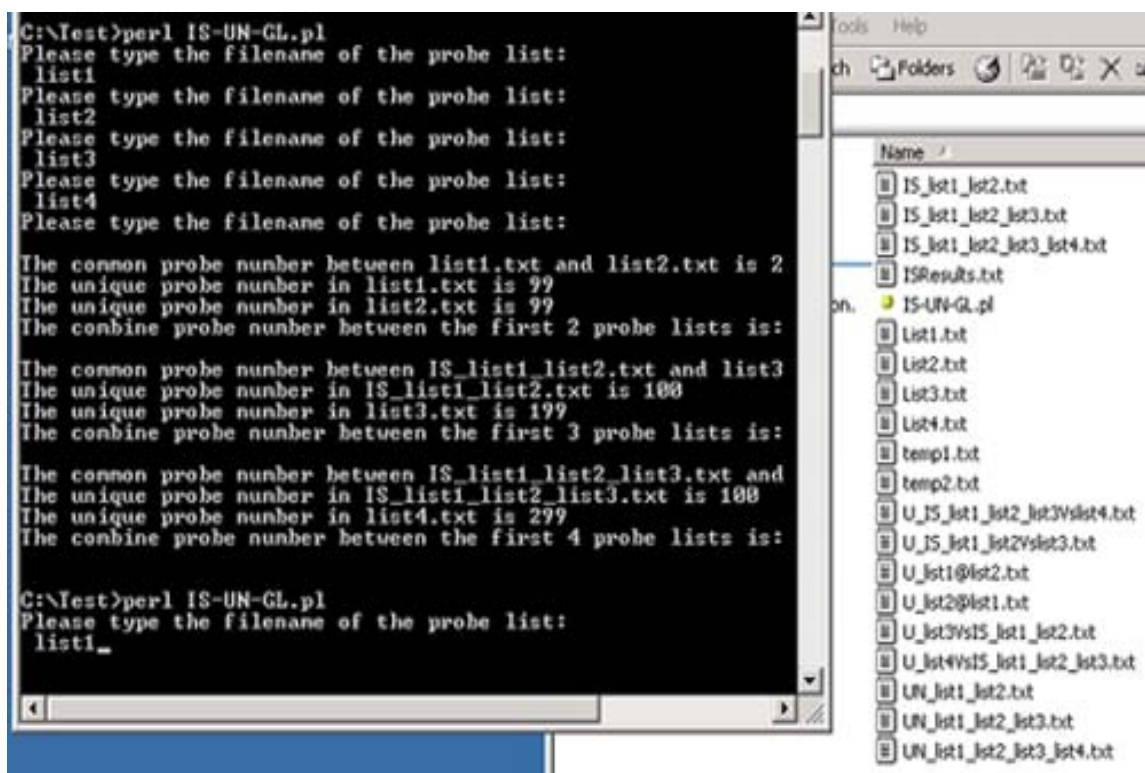 C:\Test>perl IS-UN-GL.pl
Please type the filename of the probe list:
list1
Please type the filename of the probe list:
list2
Please type the filename of the probe list:
list3
Please type the filename of the probe list:
list4
Please type the filename of the probe list:
The common probe number between list1.txt and list2.txt is 2
The unique probe number in list1.txt is 99
The unique probe number in list2.txt is 99
The combine probe number between the first 2 probe lists is:
The common probe number between IS_list1_list2.txt and list3
The unique probe number in IS_list1_list2.txt is 100
The unique probe number in list3.txt is 199
The combine probe number between the first 3 probe lists is:
The common probe number between IS_list1_list2_list3.txt and
The unique probe number in IS_list1_list2_list3.txt is 100
The unique probe number in list4.txt is 299
The combine probe number between the first 4 probe lists is:
C:\Test>perl IS-UN-GL.pl
Please type the filename of the probe list:
list1_
Tools Help
ch Folders
on.
Name
IS_list1_list2.txt
IS_list1_list2_list3.txt
IS_list1_list2_list3_list4.txt
ISResults.txt
IS-UN-GL.pl
List1.txt
List2.txt
List3.txt
List4.txt
temp1.txt
temp2.txt
U_IS_list1_list2_list3Vslist4.txt
U_IS_list1_list2Vslist3.txt
U_list1@list2.txt
U_list2@list1.txt
U_list3VsIS_list1_list2.txt
U_list4VsIS_list1_list2_list3.txt
UN_list1_list2.txt
UN_list1_list2_list3.txt
UN_list1_list2_list3_list4.txt